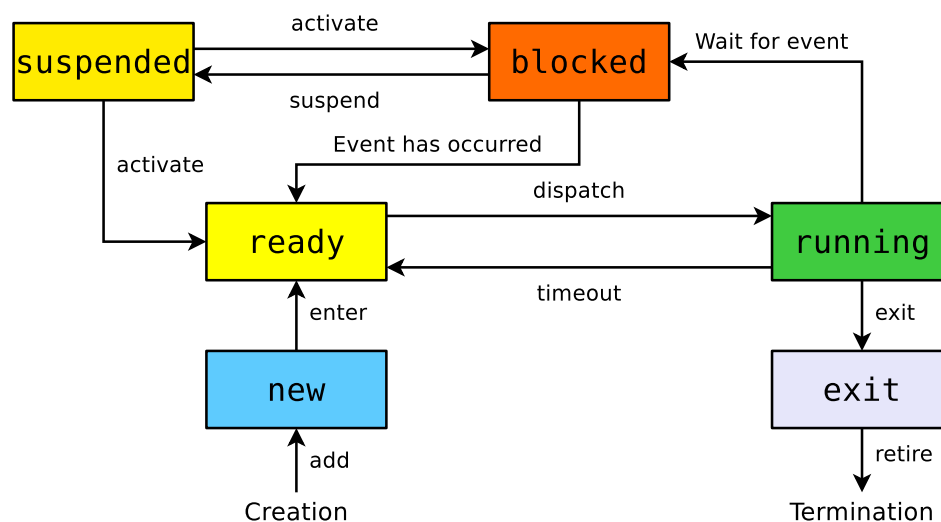 activate
suspended
blocked
Wait for event
suspend
Event has occurred
activate
dispatch
ready
running
timeout
enter
exit
new
exit
add
retire
Creation
Termination